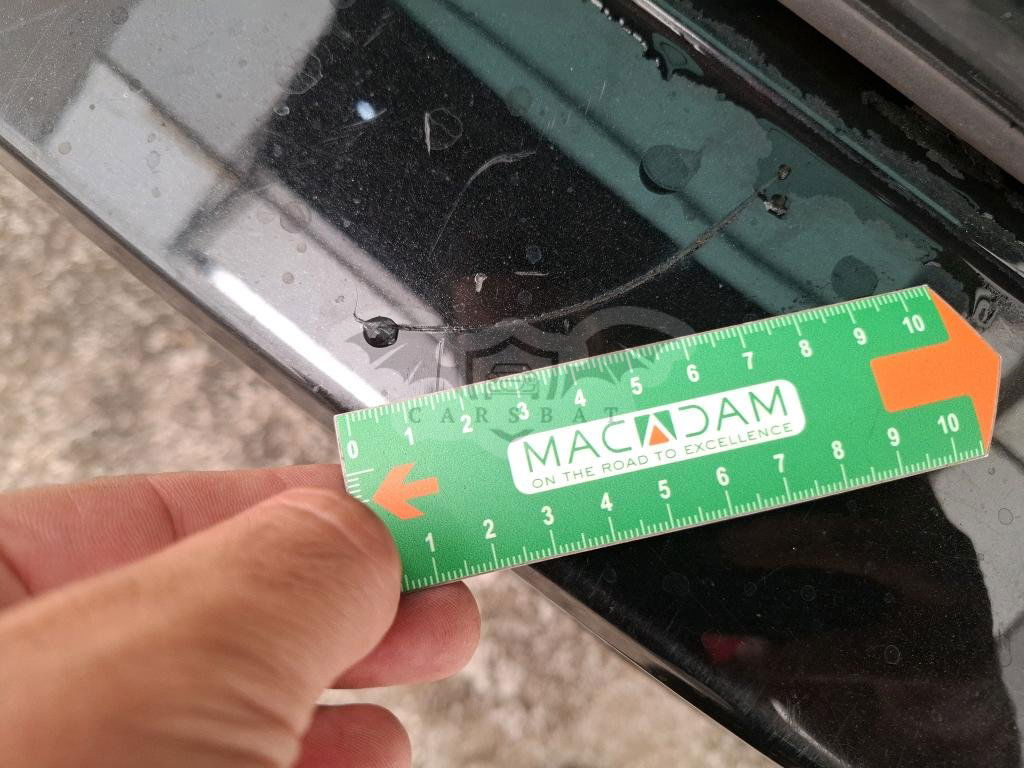 0 1 2 3 4 5 6 7 8 9 10
CARSBAT
MACADAM
ON THE ROAD TO EXCELLENCE
1 2 3 4 5 6 7 8 9 10